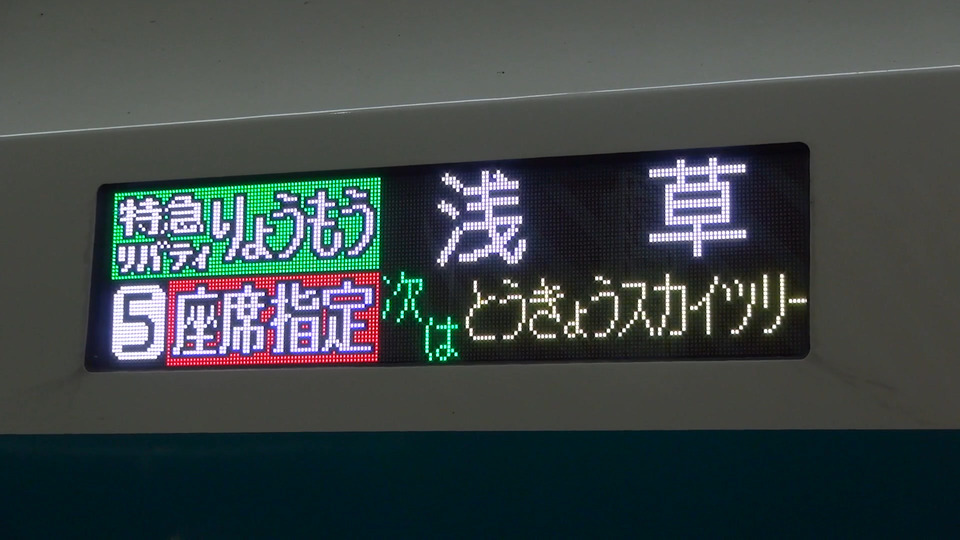 特急リバティりょうもう
浅草
5 座席指定
次は とうきょうスカイツリー